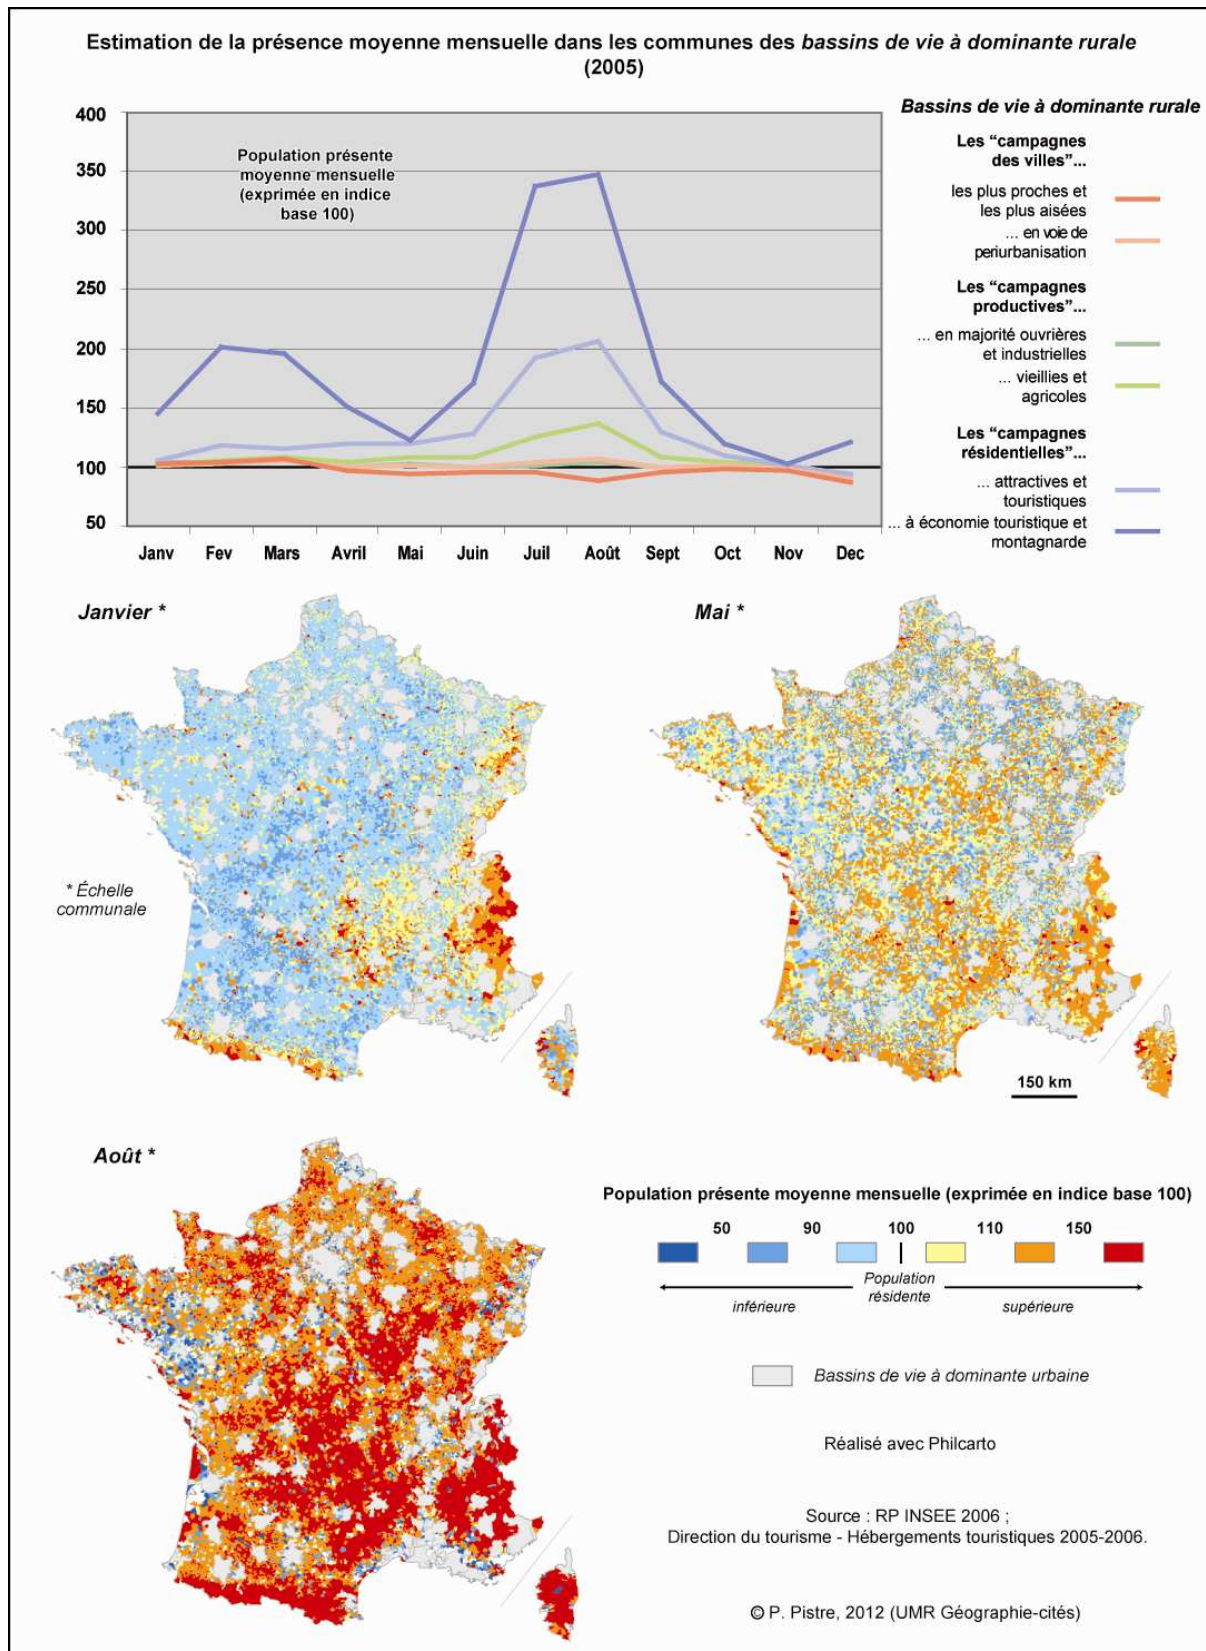 Estimation de la présence moyenne mensuelle dans les communes des bassins de vie à dominante rurale
(2005)
400
350
300
250
200
150
100
50
Population présente
moyenne mensuelle
(exprimée en indice
base 100)
Janv Fev Mars Avril Mai Juin Juil Août Sept Oct Nov Dec
Bassins de vie à dominante rurale
Les “campagnes
des villes”...
les plus proches et
les plus aisées
... en voie de
periurbanisation
Les “campagnes
productives”...
... en majorité ouvrières
et industrielles
... vieillies et
agricoles
Les “campagnes
résidentielles”...
... attractives et
touristiques
... à économie touristique et
montagnarde
Janvier *
Mai *
* Échelle
communale
150 km
Août *
Population présente moyenne mensuelle (exprimée en indice base 100)
50 90 100 110 150
Population
résidente
inférieure
supérieure
Bassins de vie à dominante urbaine
Réalisé avec Philcarto
Source : RP INSEE 2006 ;
Direction du tourisme - Hébergements touristiques 2005-2006.
© P. Pistre, 2012 (UMR Géographie-cités)